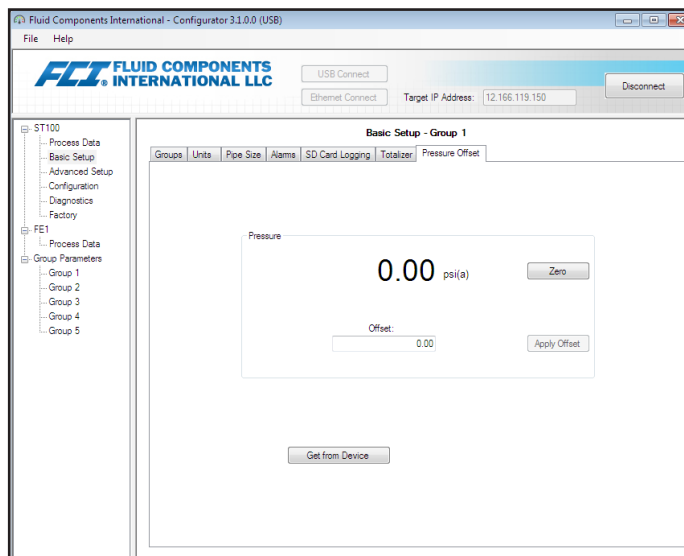 Fluid Components International - Configurator 3.1.0.0 (USB)
File Help
FCI® FLUID COMPONENTS
INTERNATIONAL LLC
USB Connect
Ethernet Connect
Target IP Address: 12.166.119.150
Disconnect
ST100
Process Data
Basic Setup
Advanced Setup
Configuration
Diagnostics
Factory
FE1
Process Data
Group Parameters
Group 1
Group 2
Group 3
Group 4
Group 5
Basic Setup - Group 1
Groups Units Pipe Size Alarms SD Card Logging Totalizer Pressure Offset
Pressure
0.00 psi(a) Zero
Offset:
0.00 Apply Offset
Get from Device